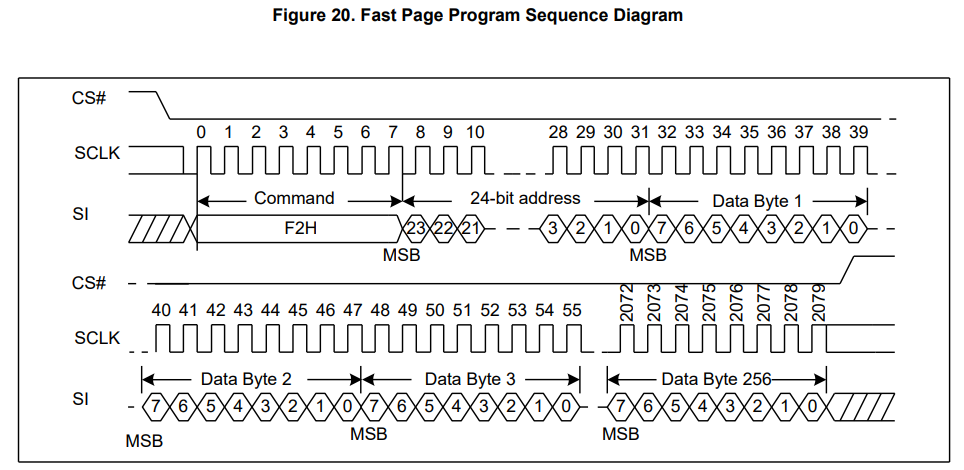 Figure 20. Fast Page Program Sequence Diagram
CS#
0 1 2 3 4 5 6 7 8 9 10 28 29 30 31 32 33 34 35 36 37 38 39
SCLK
Command 24-bit address Data Byte 1
SI
F2H 23 22 21 3 2 1 0 7 6 5 4 3 2 1 0
MSB MSB
CS#
40 41 42 43 44 45 46 47 48 49 50 51 52 53 54 55 2072 2073 2074 2075 2076 2077 2078 2079
SCLK
Data Byte 2 Data Byte 3 Data Byte 256
SI
7 6 5 4 3 2 1 0 7 6 5 4 3 2 1 0 7 6 5 4 3 2 1 0
MSB MSB MSB